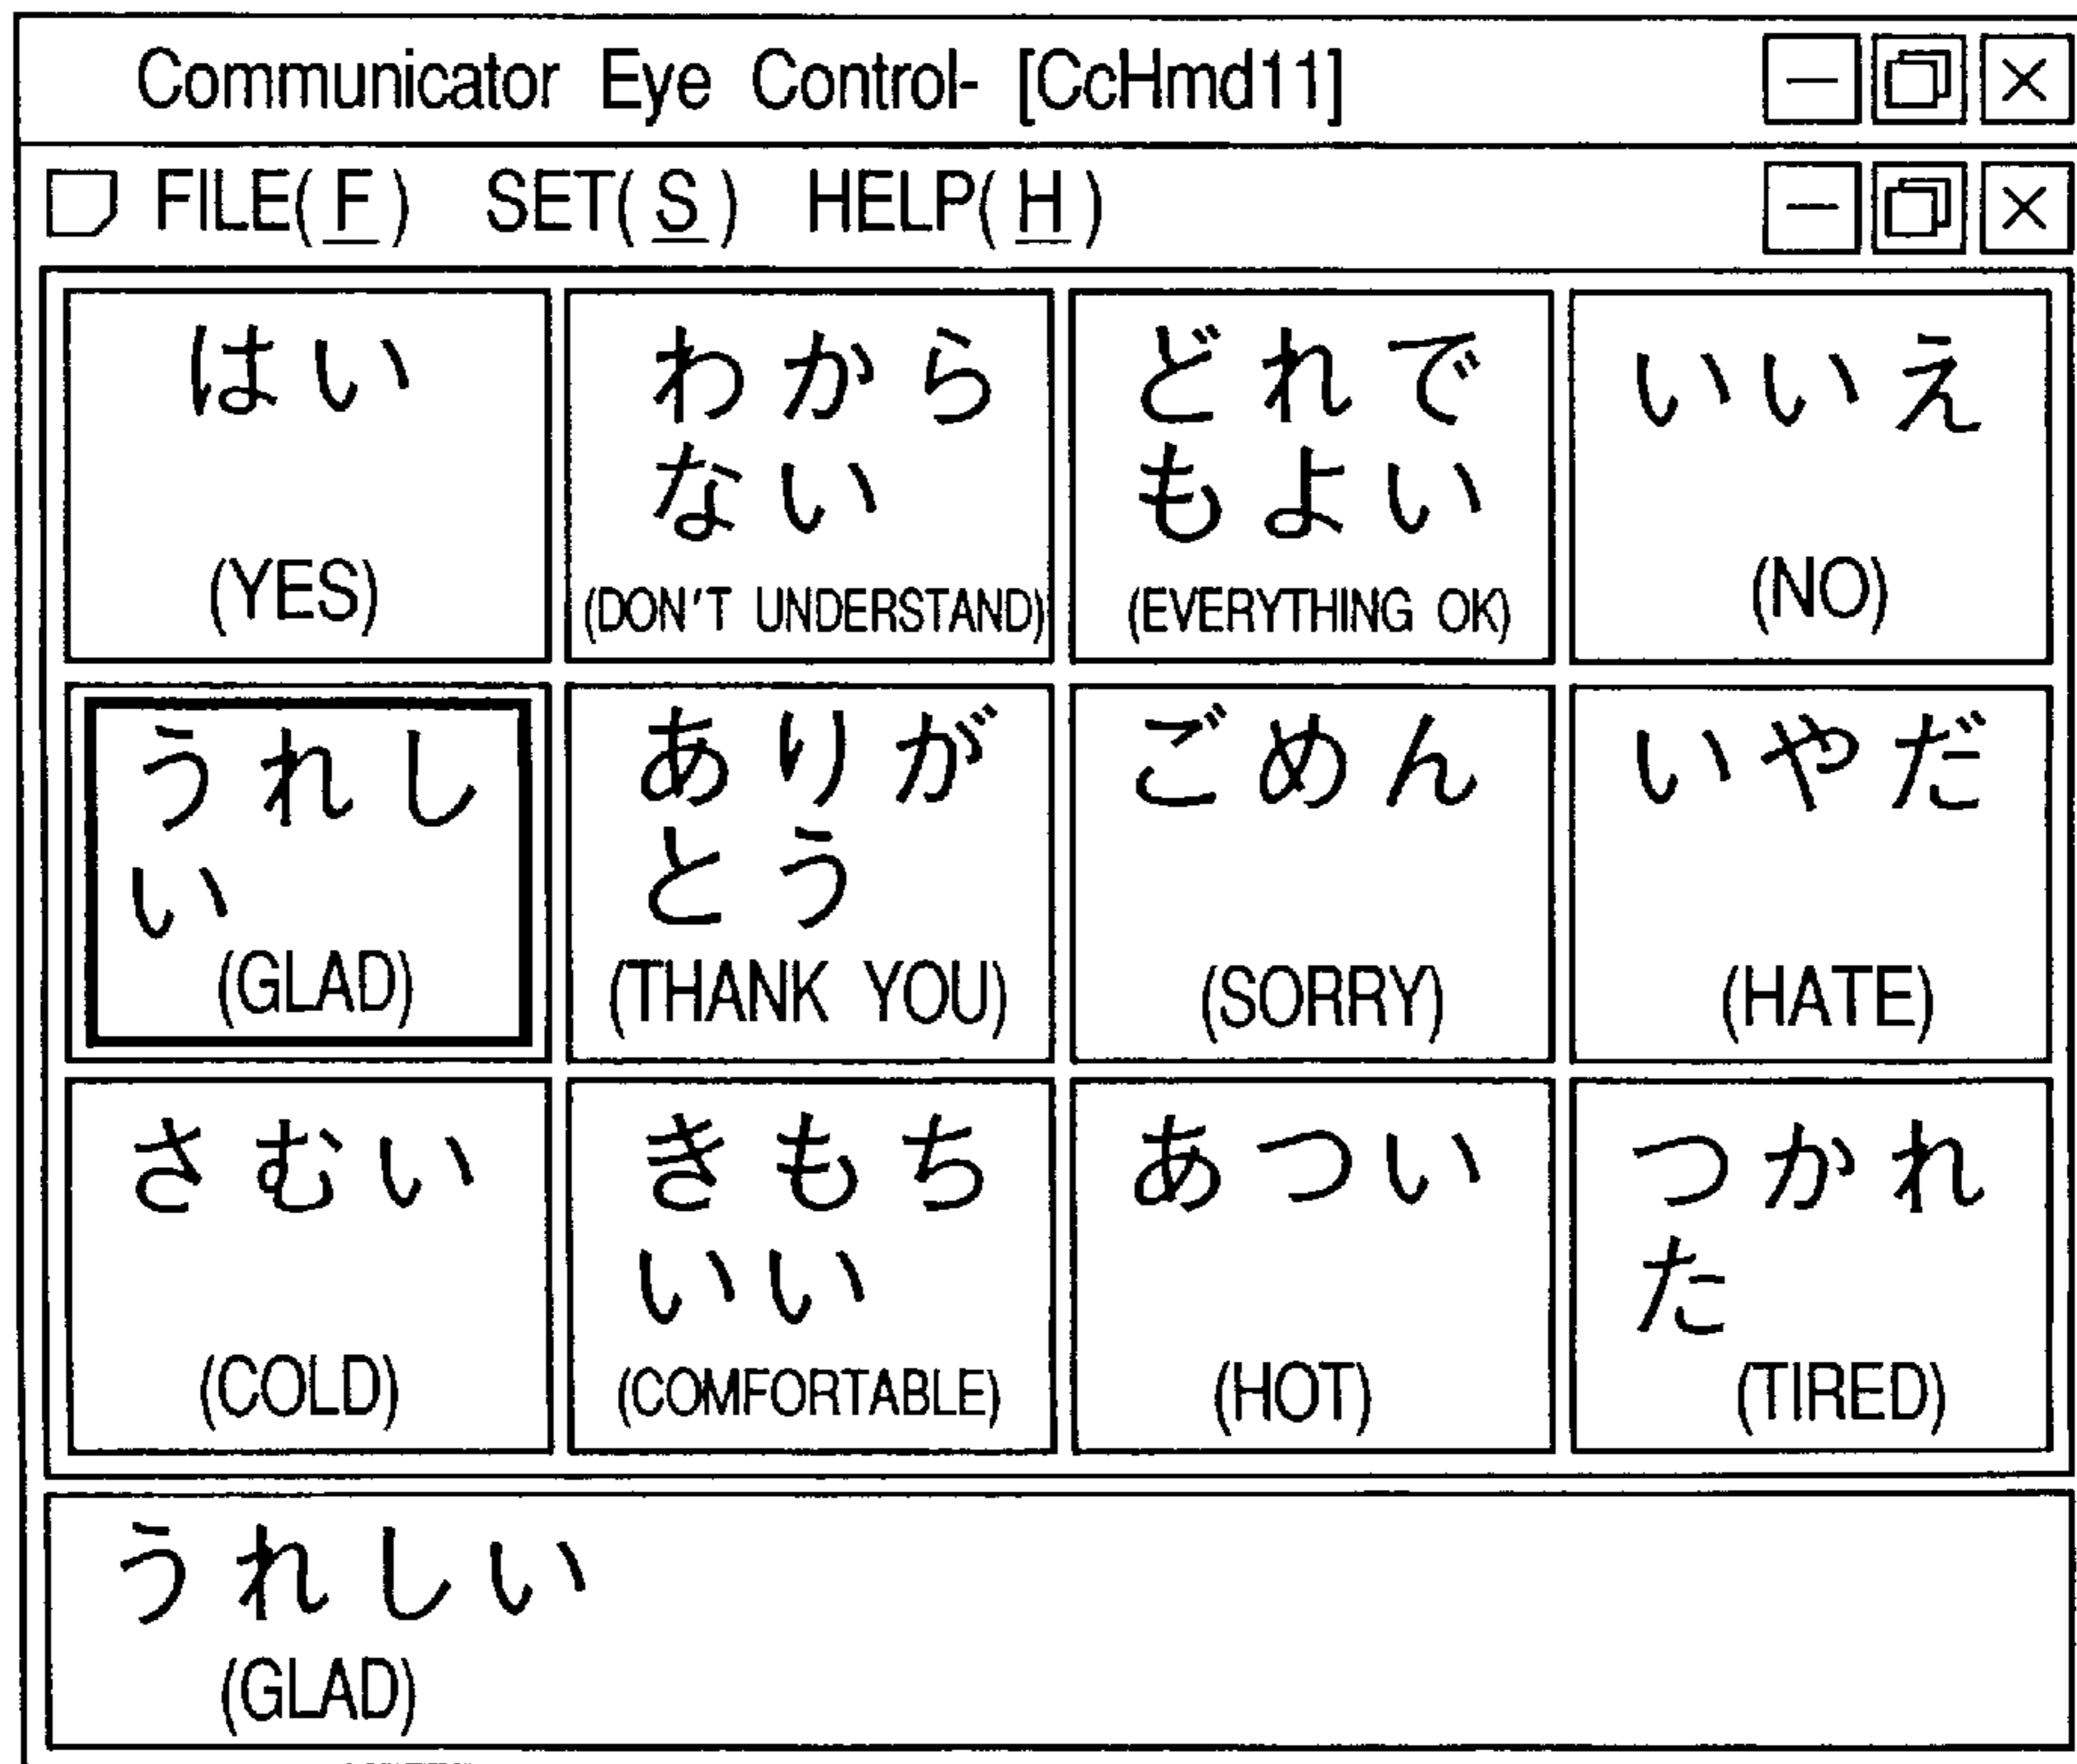 Communicator Eye Control- [CcHmd11]
FILE(F) SET(S) HELP(H)
はい
(YES)
わから
ない
(DON'T UNDERSTAND)
どれで
もよい
(EVERYTHING OK)
いいえ
(NO)
うれし
い
(GLAD)
ありが
とう
(THANK YOU)
ごめん
(SORRY)
いやだ
(HATE)
さむい
(COLD)
きもち
いい
(COMFORTABLE)
あつい
(HOT)
つかれ
た
(TIRED)
うれしい
(GLAD)